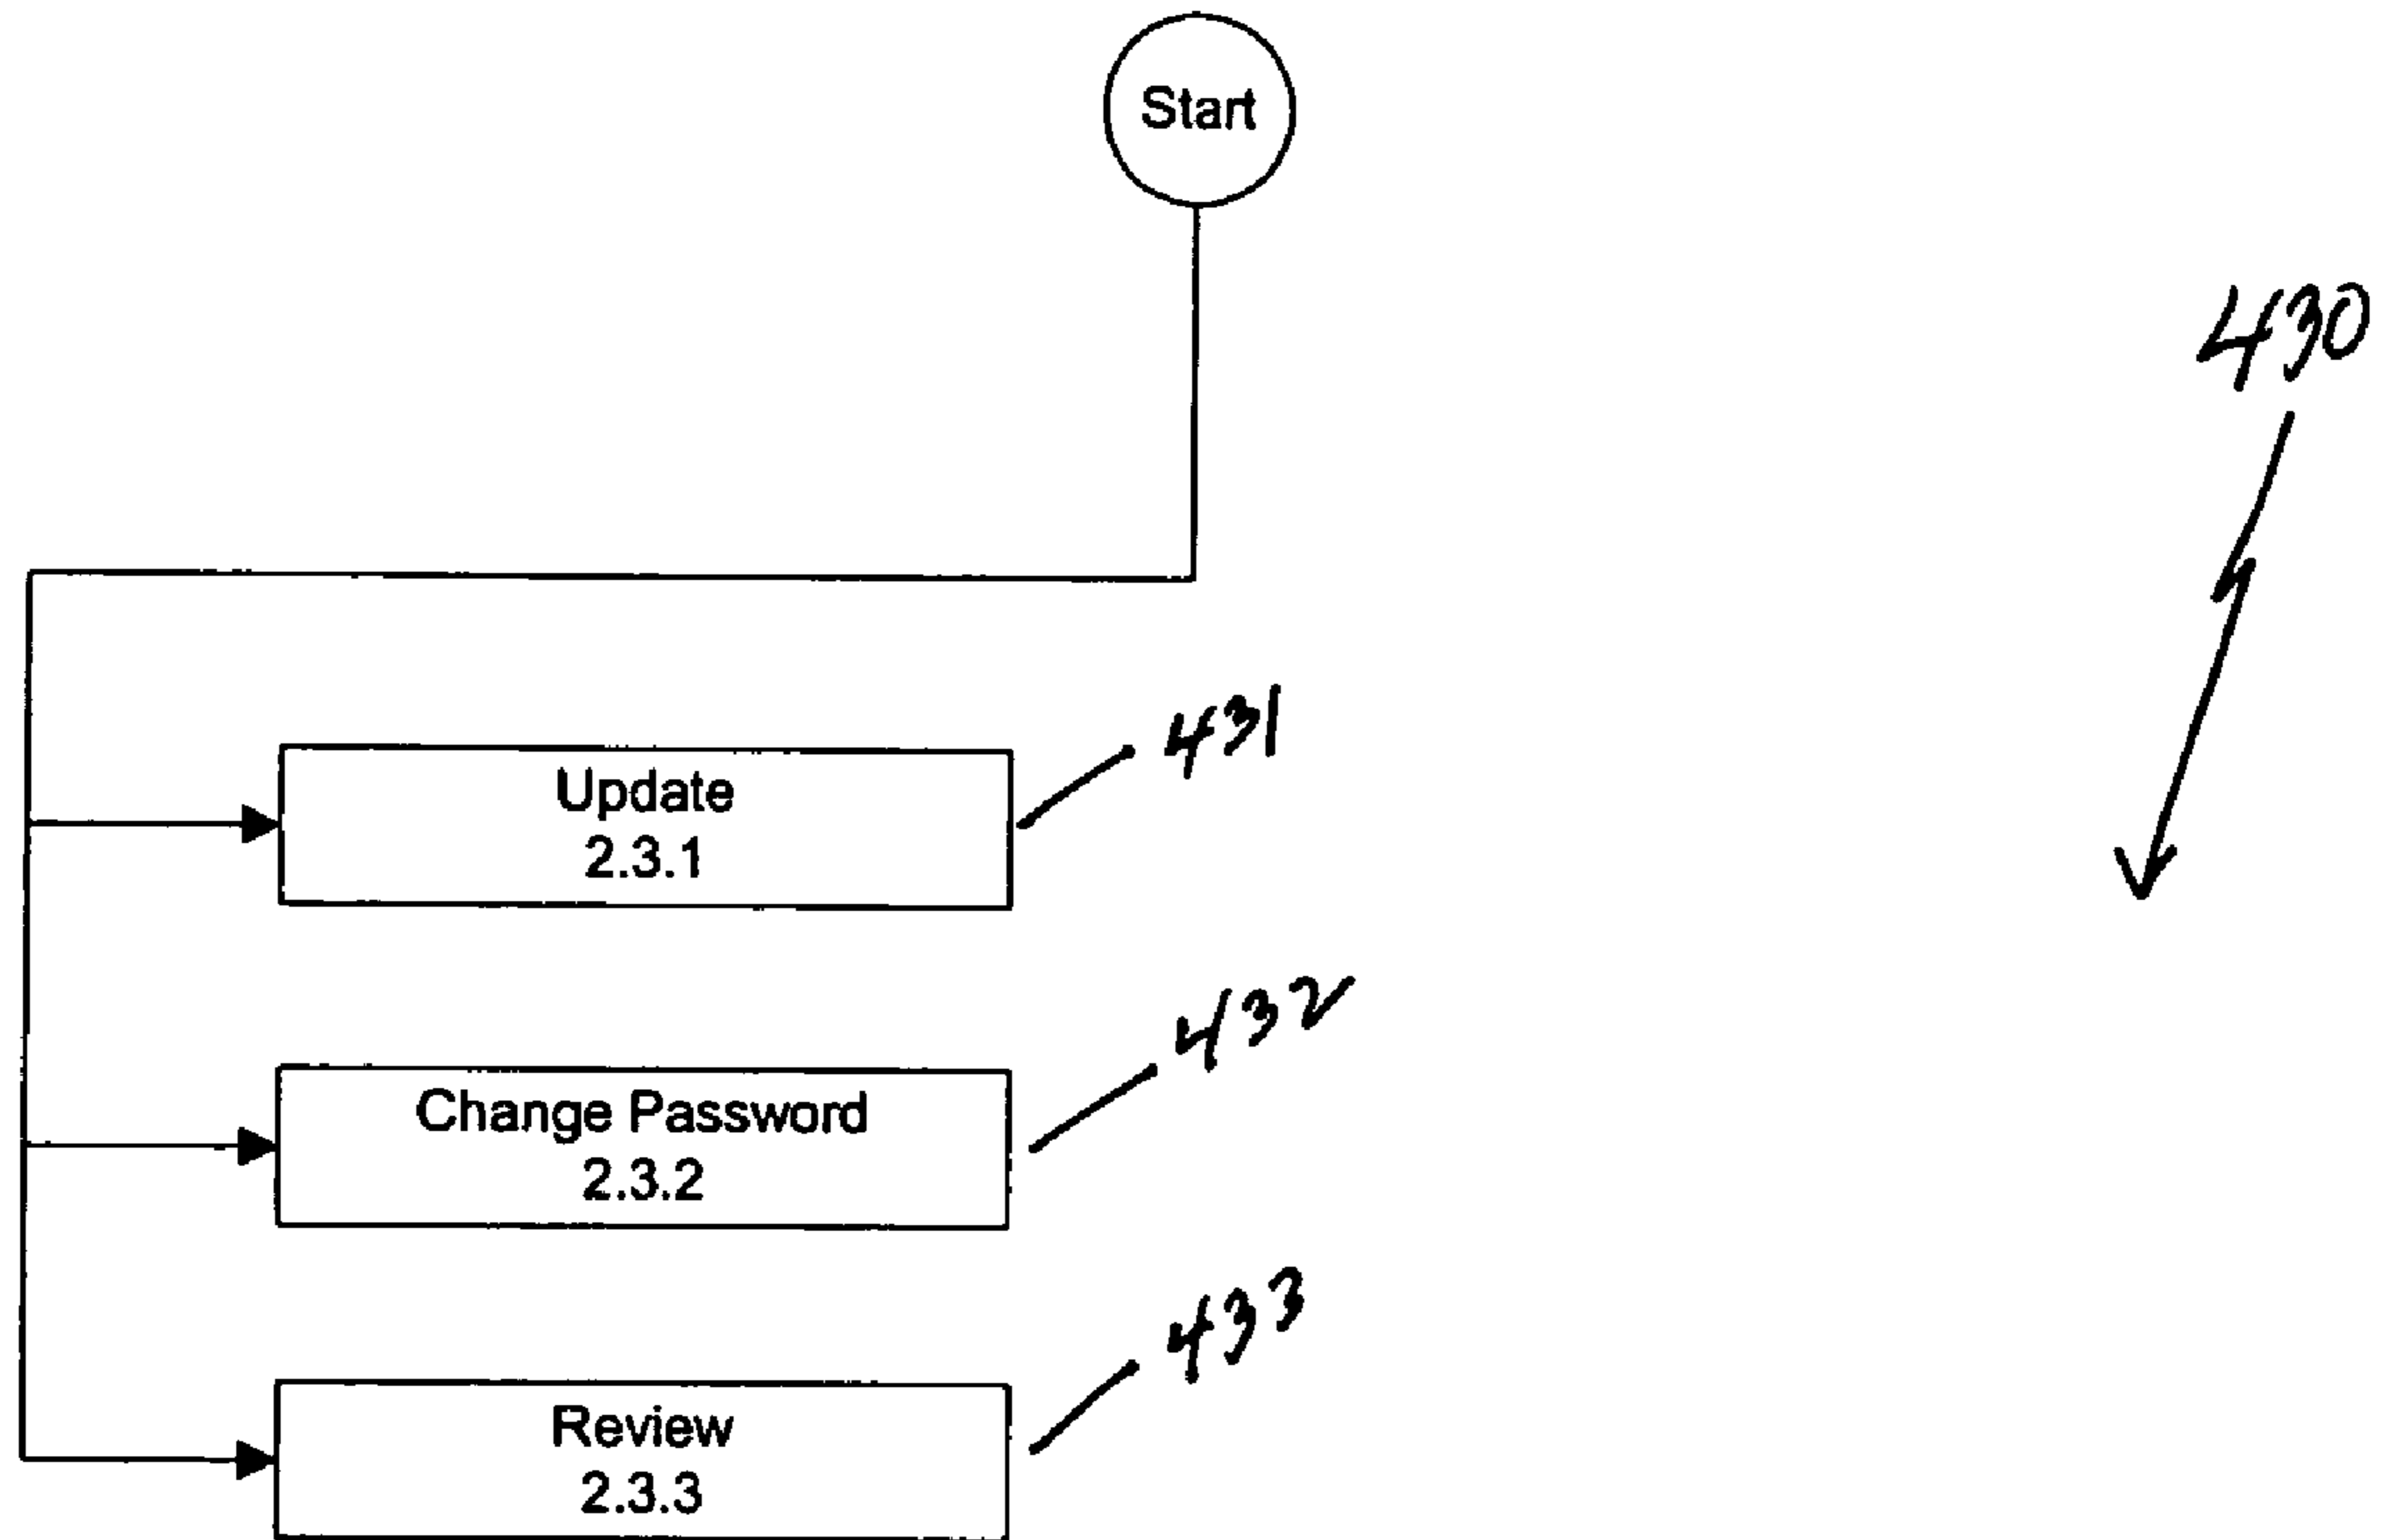 Start
430
431
Update
2.3.1
432
Change Password
2.3.2
433
Review
2.3.3